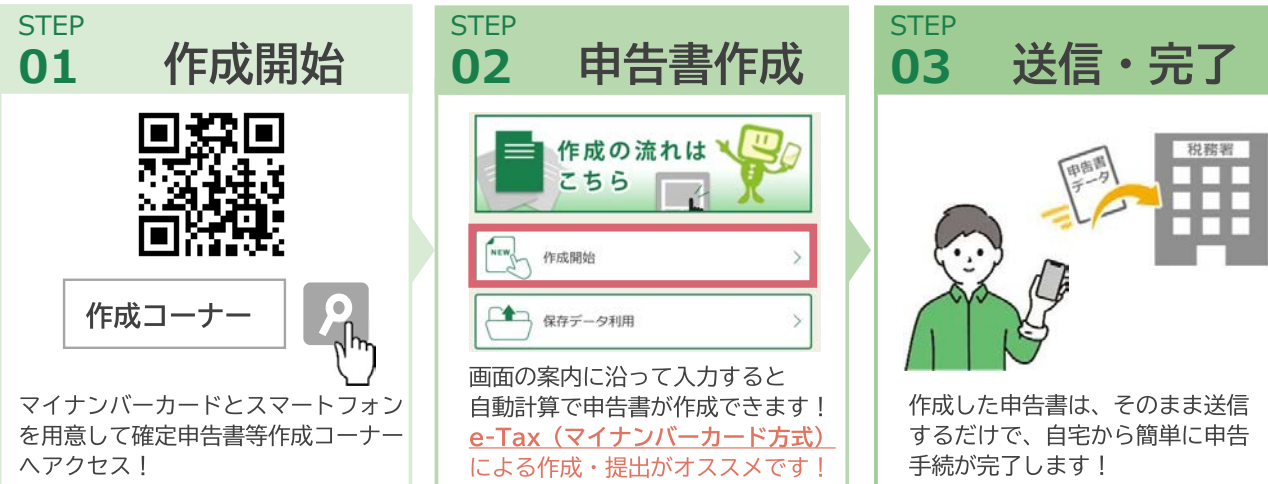 STEP
01 作成開始
作成コーナー
マイナンバーカードとスマートフォン
を用意して確定申告書等作成コーナー
へアクセス！
STEP
02 申告書作成
作成の流れは
こちら
NEW
作成開始
保存データ利用
画面の案内に沿って入力すると
自動計算で申告書が作成できます！
e-Tax（マイナンバーカード方式）
による作成・提出がオススメです！
STEP
03 送信・完了
申告書
データ
税務署
作成した申告書は、そのまま送信
するだけで、自宅から簡単に申告
手続が完了します！